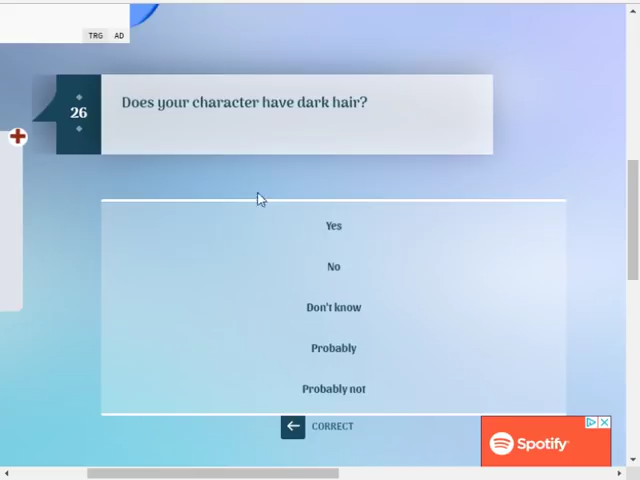 TRG AD
26
Does your character have dark hair?
Yes
No
Don't know
Probably
Probably not
CORRECT
Spotify